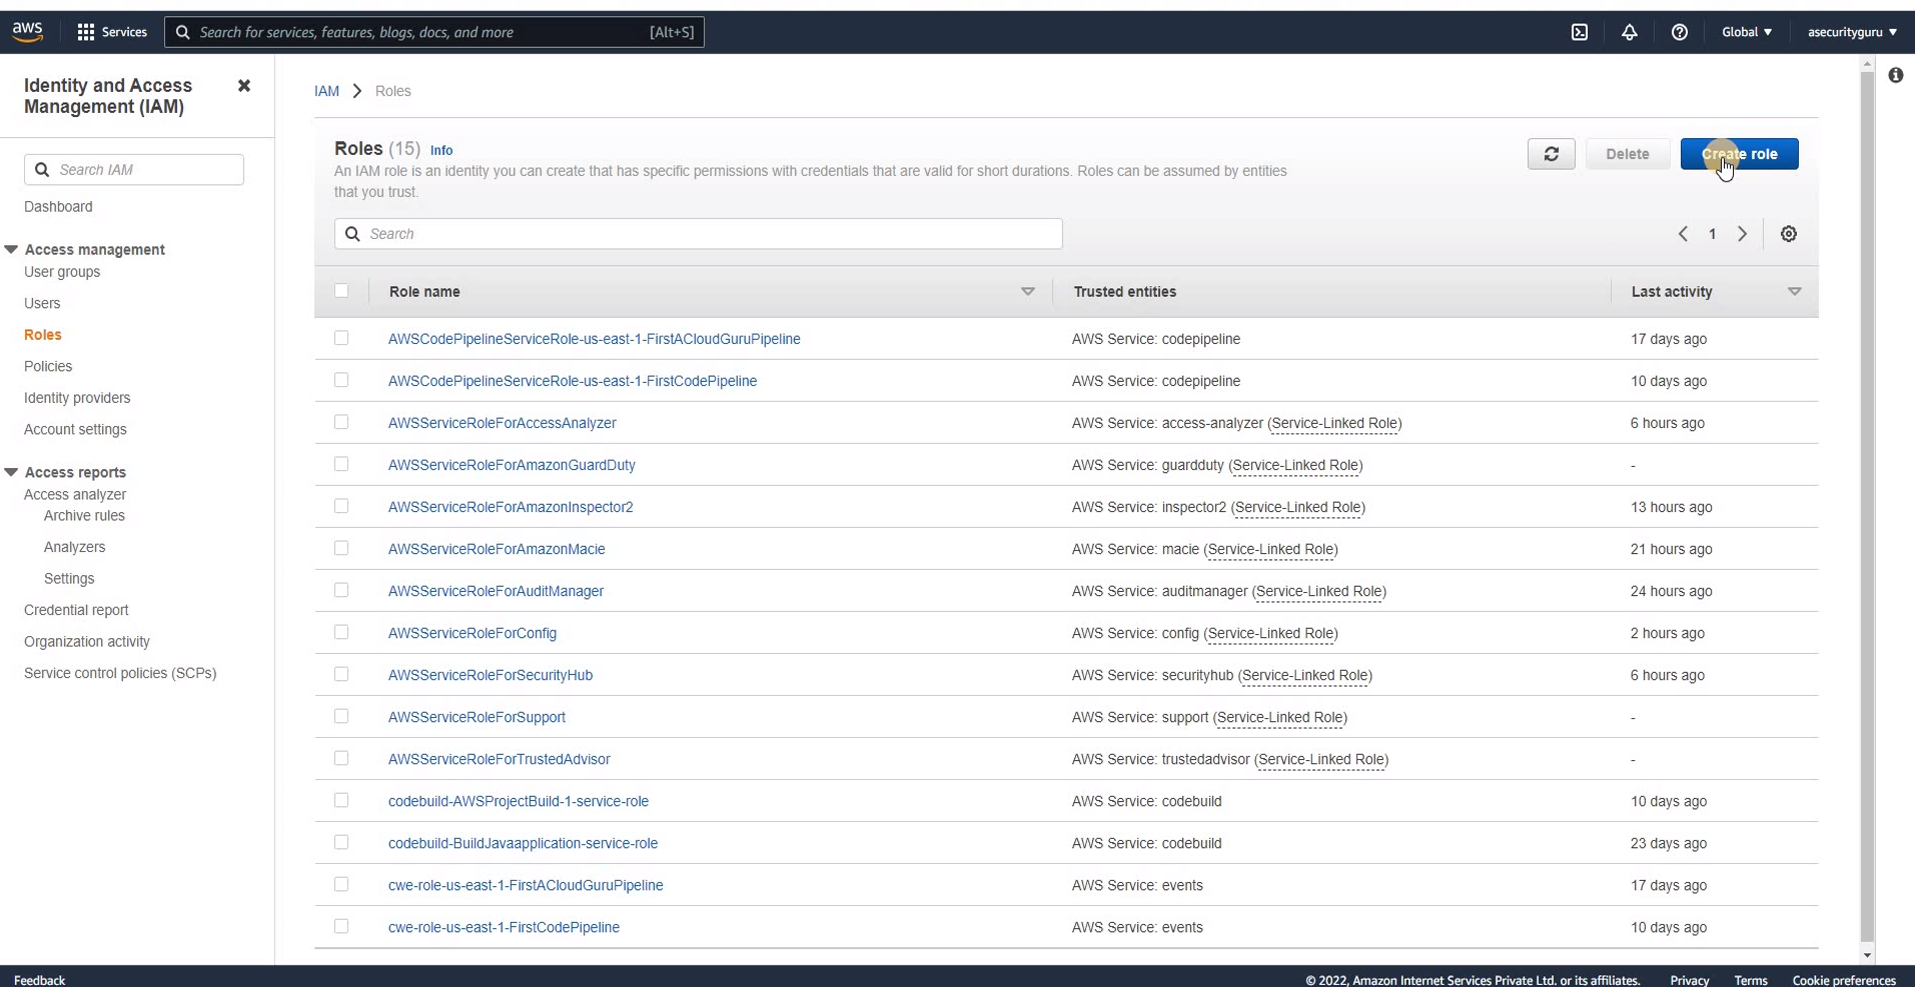 aws Services Search for services, features, blogs, docs, and more [Alt+S] Global asecurityguru
Identity and Access
Management (IAM)
Search IAM
Dashboard
Access management
User groups
Users
Roles
Policies
Identity providers
Account settings
Access reports
Access analyzer
Archive rules
Analyzers
Settings
Credential report
Organization activity
Service control policies (SCPs)
IAM Roles
Roles (15) Info
An IAM role is an identity you can create that has specific permissions with credentials that are valid for short durations. Roles can be assumed by entities
that you trust.
Delete Create role
Search
1
Role name Trusted entities Last activity
AWSCodePipelineServiceRole-us-east-1-FirstACloudGuruPipeline AWS Service: codepipeline 17 days ago
AWSCodePipelineServiceRole-us-east-1-FirstCodePipeline AWS Service: codepipeline 10 days ago
AWSServiceRoleForAccessAnalyzer AWS Service: access-analyzer (Service-Linked Role) 6 hours ago
AWSServiceRoleForAmazonGuardDuty AWS Service: guardduty (Service-Linked Role) -
AWSServiceRoleForAmazonInspector2 AWS Service: inspector2 (Service-Linked Role) 13 hours ago
AWSServiceRoleForAmazonMacie AWS Service: macie (Service-Linked Role) 21 hours ago
AWSServiceRoleForAuditManager AWS Service: auditmanager (Service-Linked Role) 24 hours ago
AWSServiceRoleForConfig AWS Service: config (Service-Linked Role) 2 hours ago
AWSServiceRoleForSecurityHub AWS Service: securityhub (Service-Linked Role) 6 hours ago
AWSServiceRoleForSupport AWS Service: support (Service-Linked Role) -
AWSServiceRoleForTrustedAdvisor AWS Service: trustedadvisor (Service-Linked Role) -
codebuild-AWSProjectBuild-1-service-role AWS Service: codebuild 10 days ago
codebuild-BuildJavaapplication-service-role AWS Service: codebuild 23 days ago
cwe-role-us-east-1-FirstACloudGuruPipeline AWS Service: events 17 days ago
cwe-role-us-east-1-FirstCodePipeline AWS Service: events 10 days ago
Feedback © 2022, Amazon Internet Services Private Ltd. or its affiliates. Privacy Terms Cookie preferences